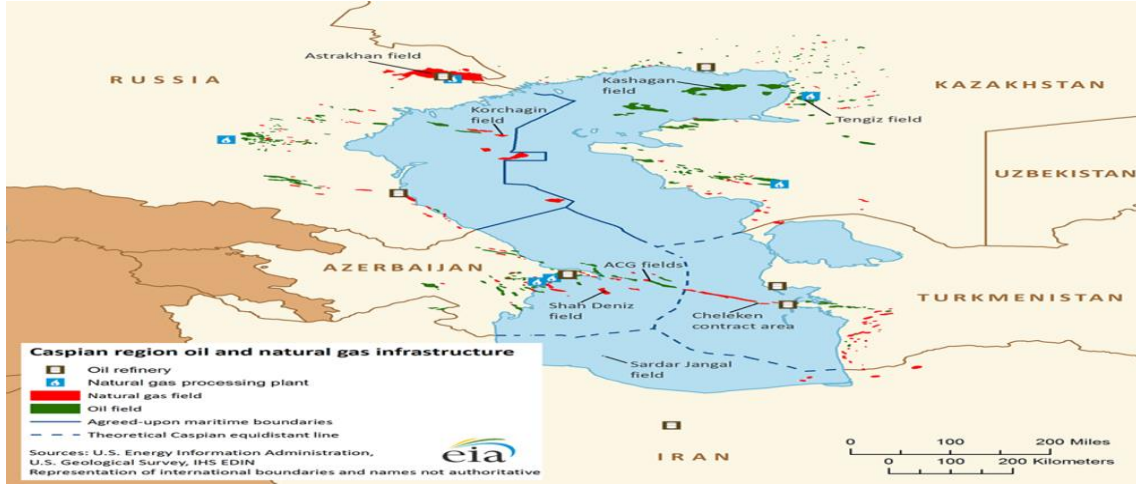 Astrakhan field
RUSSIA
Kashagan
field
KAZAKHSTAN
Korchagin
field
Tengiz field
UZBEKISTAN
AZERBAIJAN
ACG fields
Shah Deniz
field
Cheleken
contract area
TURKMENISTAN
Sardar Jangal
field
IRAN
Caspian region oil and natural gas infrastructure
Oil refinery
Natural gas processing plant
Natural gas field
Oil field
Agreed-upon maritime boundaries
Theoretical Caspian equidistant line
Sources: U.S. Energy Information Administration,
U.S. Geological Survey, IHS EDIN
Representation of international boundaries and names not authoritative
eia
0 100 200 Miles
0 100 200 Kilometers